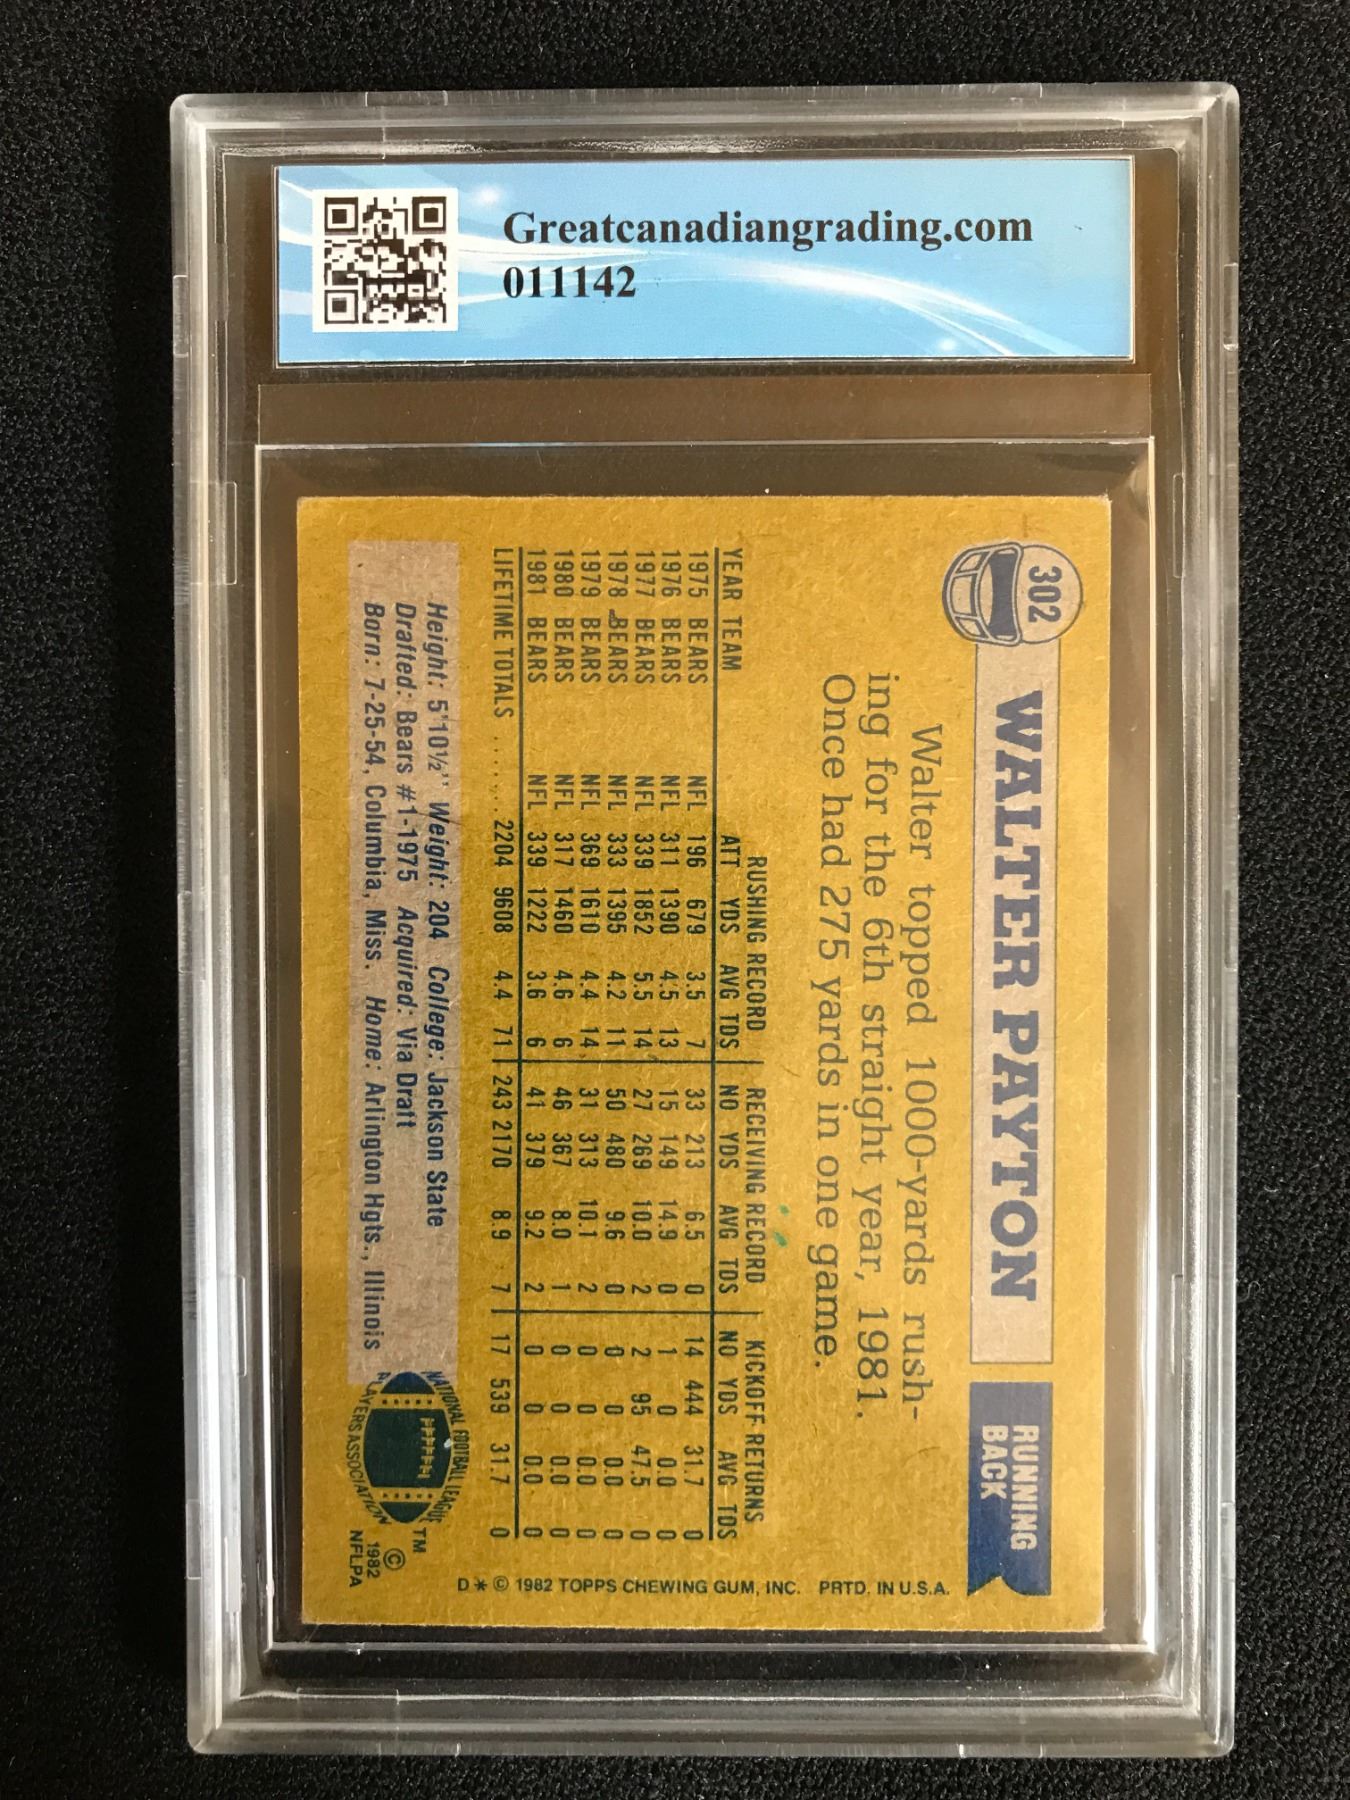 Greatcanadiangrading.com
011142
302
WALTER PAYTON
RUNNING
BACK
Walter topped 1000-yards rush-
ing for the 6th straight year, 1981.
Once had 275 yards in one game.
RUSHING RECORD RECEIVING RECORD KICKOFF RETURNS
YEAR TEAM ATT YDS AVG TDS NO YDS AVG TDS NO YDS AVG TDS
1975 BEARS NFL 196 679 3.5 7 33 213 6.5 0 14 444 31.7 0
1976 BEARS NFL 311 1390 4.5 13 15 149 14.9 0 1 0 0.0 0
1977 BEARS NFL 339 1852 5.5 14 27 269 10.0 2 2 95 47.5 0
1978 BEARS NFL 333 1395 4.2 11 50 480 9.6 0 0 0 0.0 0
1979 BEARS NFL 369 1610 4.4 14 31 313 10.1 2 0 0 0.0 0
1980 BEARS NFL 317 1460 4.6 6 46 367 8.0 1 0 0 0.0 0
1981 BEARS NFL 339 1222 3.6 6 41 379 9.2 2 0 0 0.0 0
LIFETIME TOTALS ....... 2204 9608 4.4 71 243 2170 8.9 7 17 539 31.7 0
Height: 5'10½" Weight: 204 College: Jackson State
Drafted: Bears #1-1975 Acquired: Via Draft
Born: 7-25-54, Columbia, Miss. Home: Arlington Hgts., Illinois
NATIONAL FOOTBALL LEAGUE
PLAYERS ASSOCIATION
TM
©
1982
NFLPA
D * © 1982 TOPPS CHEWING GUM, INC. PRTD. IN U.S.A.